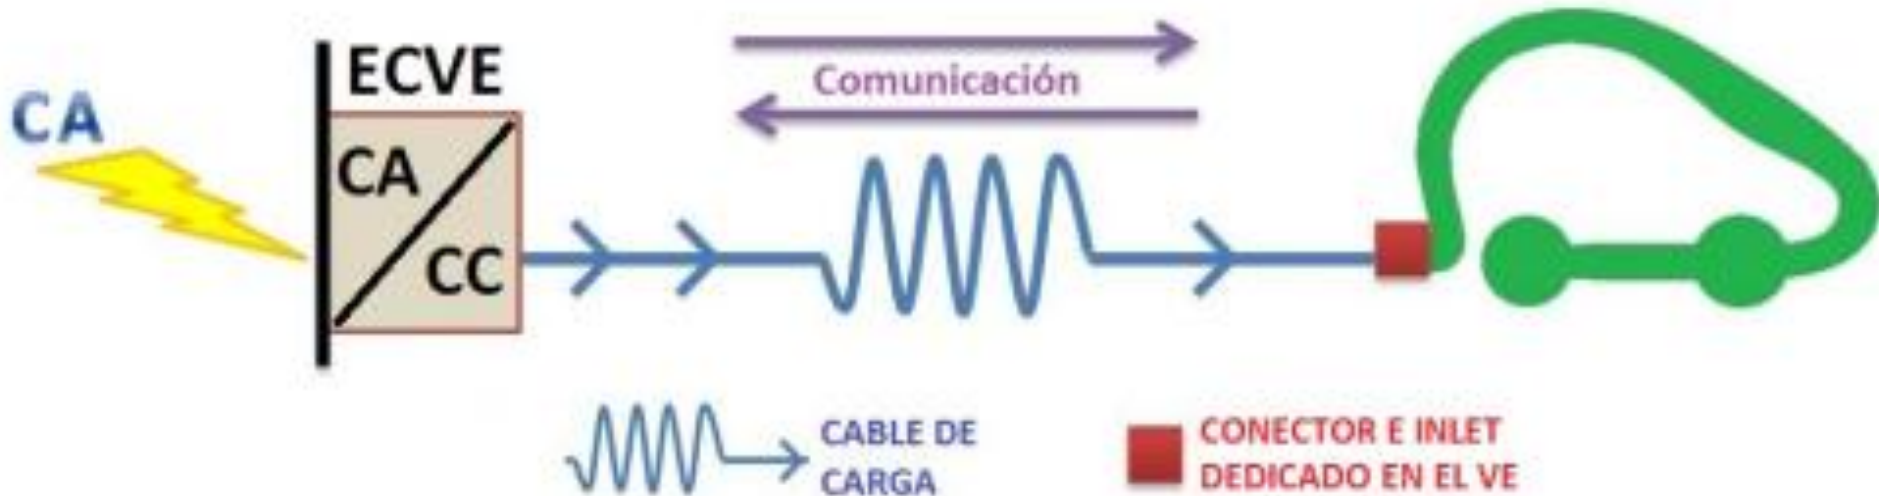 CA
ECVE
CA
CC
Comunicación
CABLE DE
CARGA
CONECTOR E INLET
DEDICADO EN EL VE